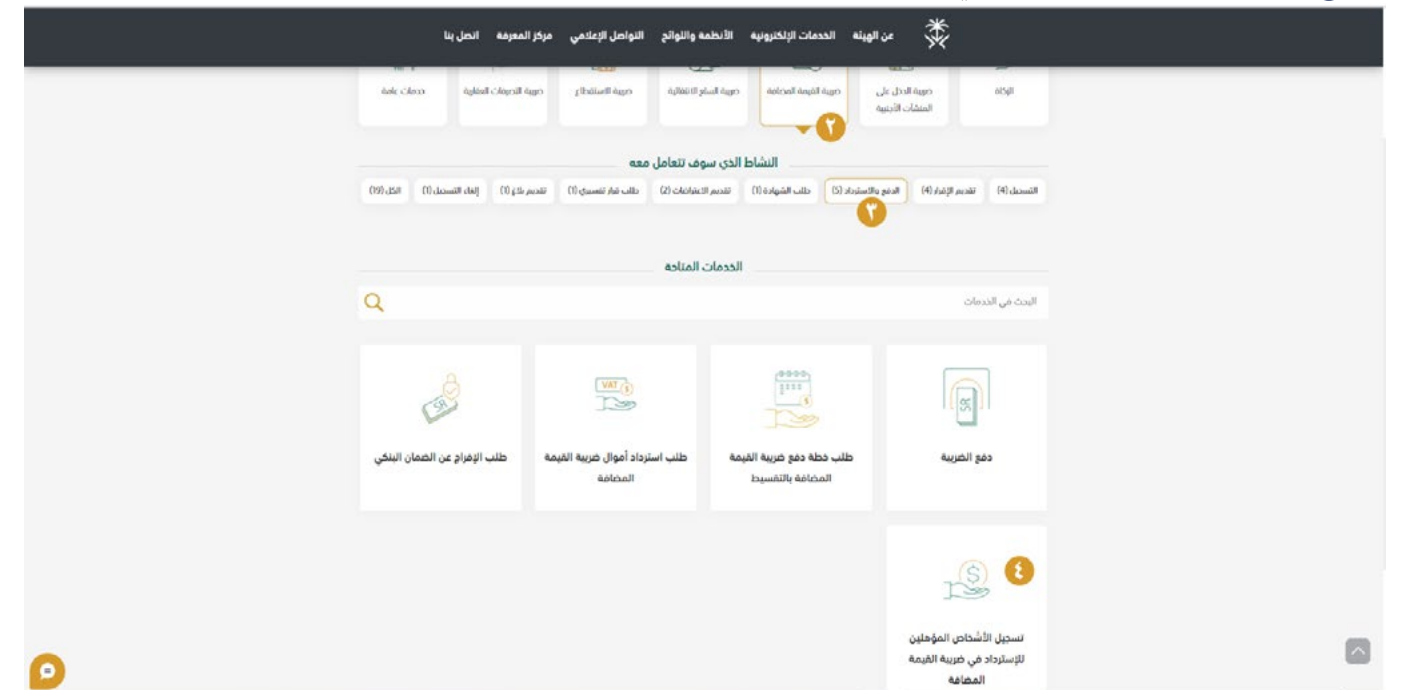 عن الهيئة الخدمات الإلكترونية الأنظمة واللوائح التواصل الإعلامي مركز المعرفة اتصل بنا
الزكاة
ضريبة الدخل على
المنشآت الأجنبية
ضريبة القيمة المضافة
ضريبة السلع الانتقائية
ضريبة الاستقطاع
ضريبة التصرفات العقارية
خدمات عامة
٢
النشاط الذي سوف تتعامل معه
التسجيل (4) تقديم الإقرار (4) الدفع والاسترداد (5) طلب الشهادة (1) تقديم الاعتراضات (2) طلب قرار تفسيري (1) تقديم بلاغ (1) إلغاء التسجيل (1) الكل (19)
٣
الخدمات المتاحة
البحث في الخدمات
SR
VAT
SR
دفع الضريبة
طلب خطة دفع ضريبة القيمة
المضافة بالتقسيط
طلب استرداد أموال ضريبة القيمة
المضافة
طلب الإفراج عن الضمان البنكي
٤
تسجيل الأشخاص المؤهلين
للإسترداد في ضريبة القيمة
المضافة